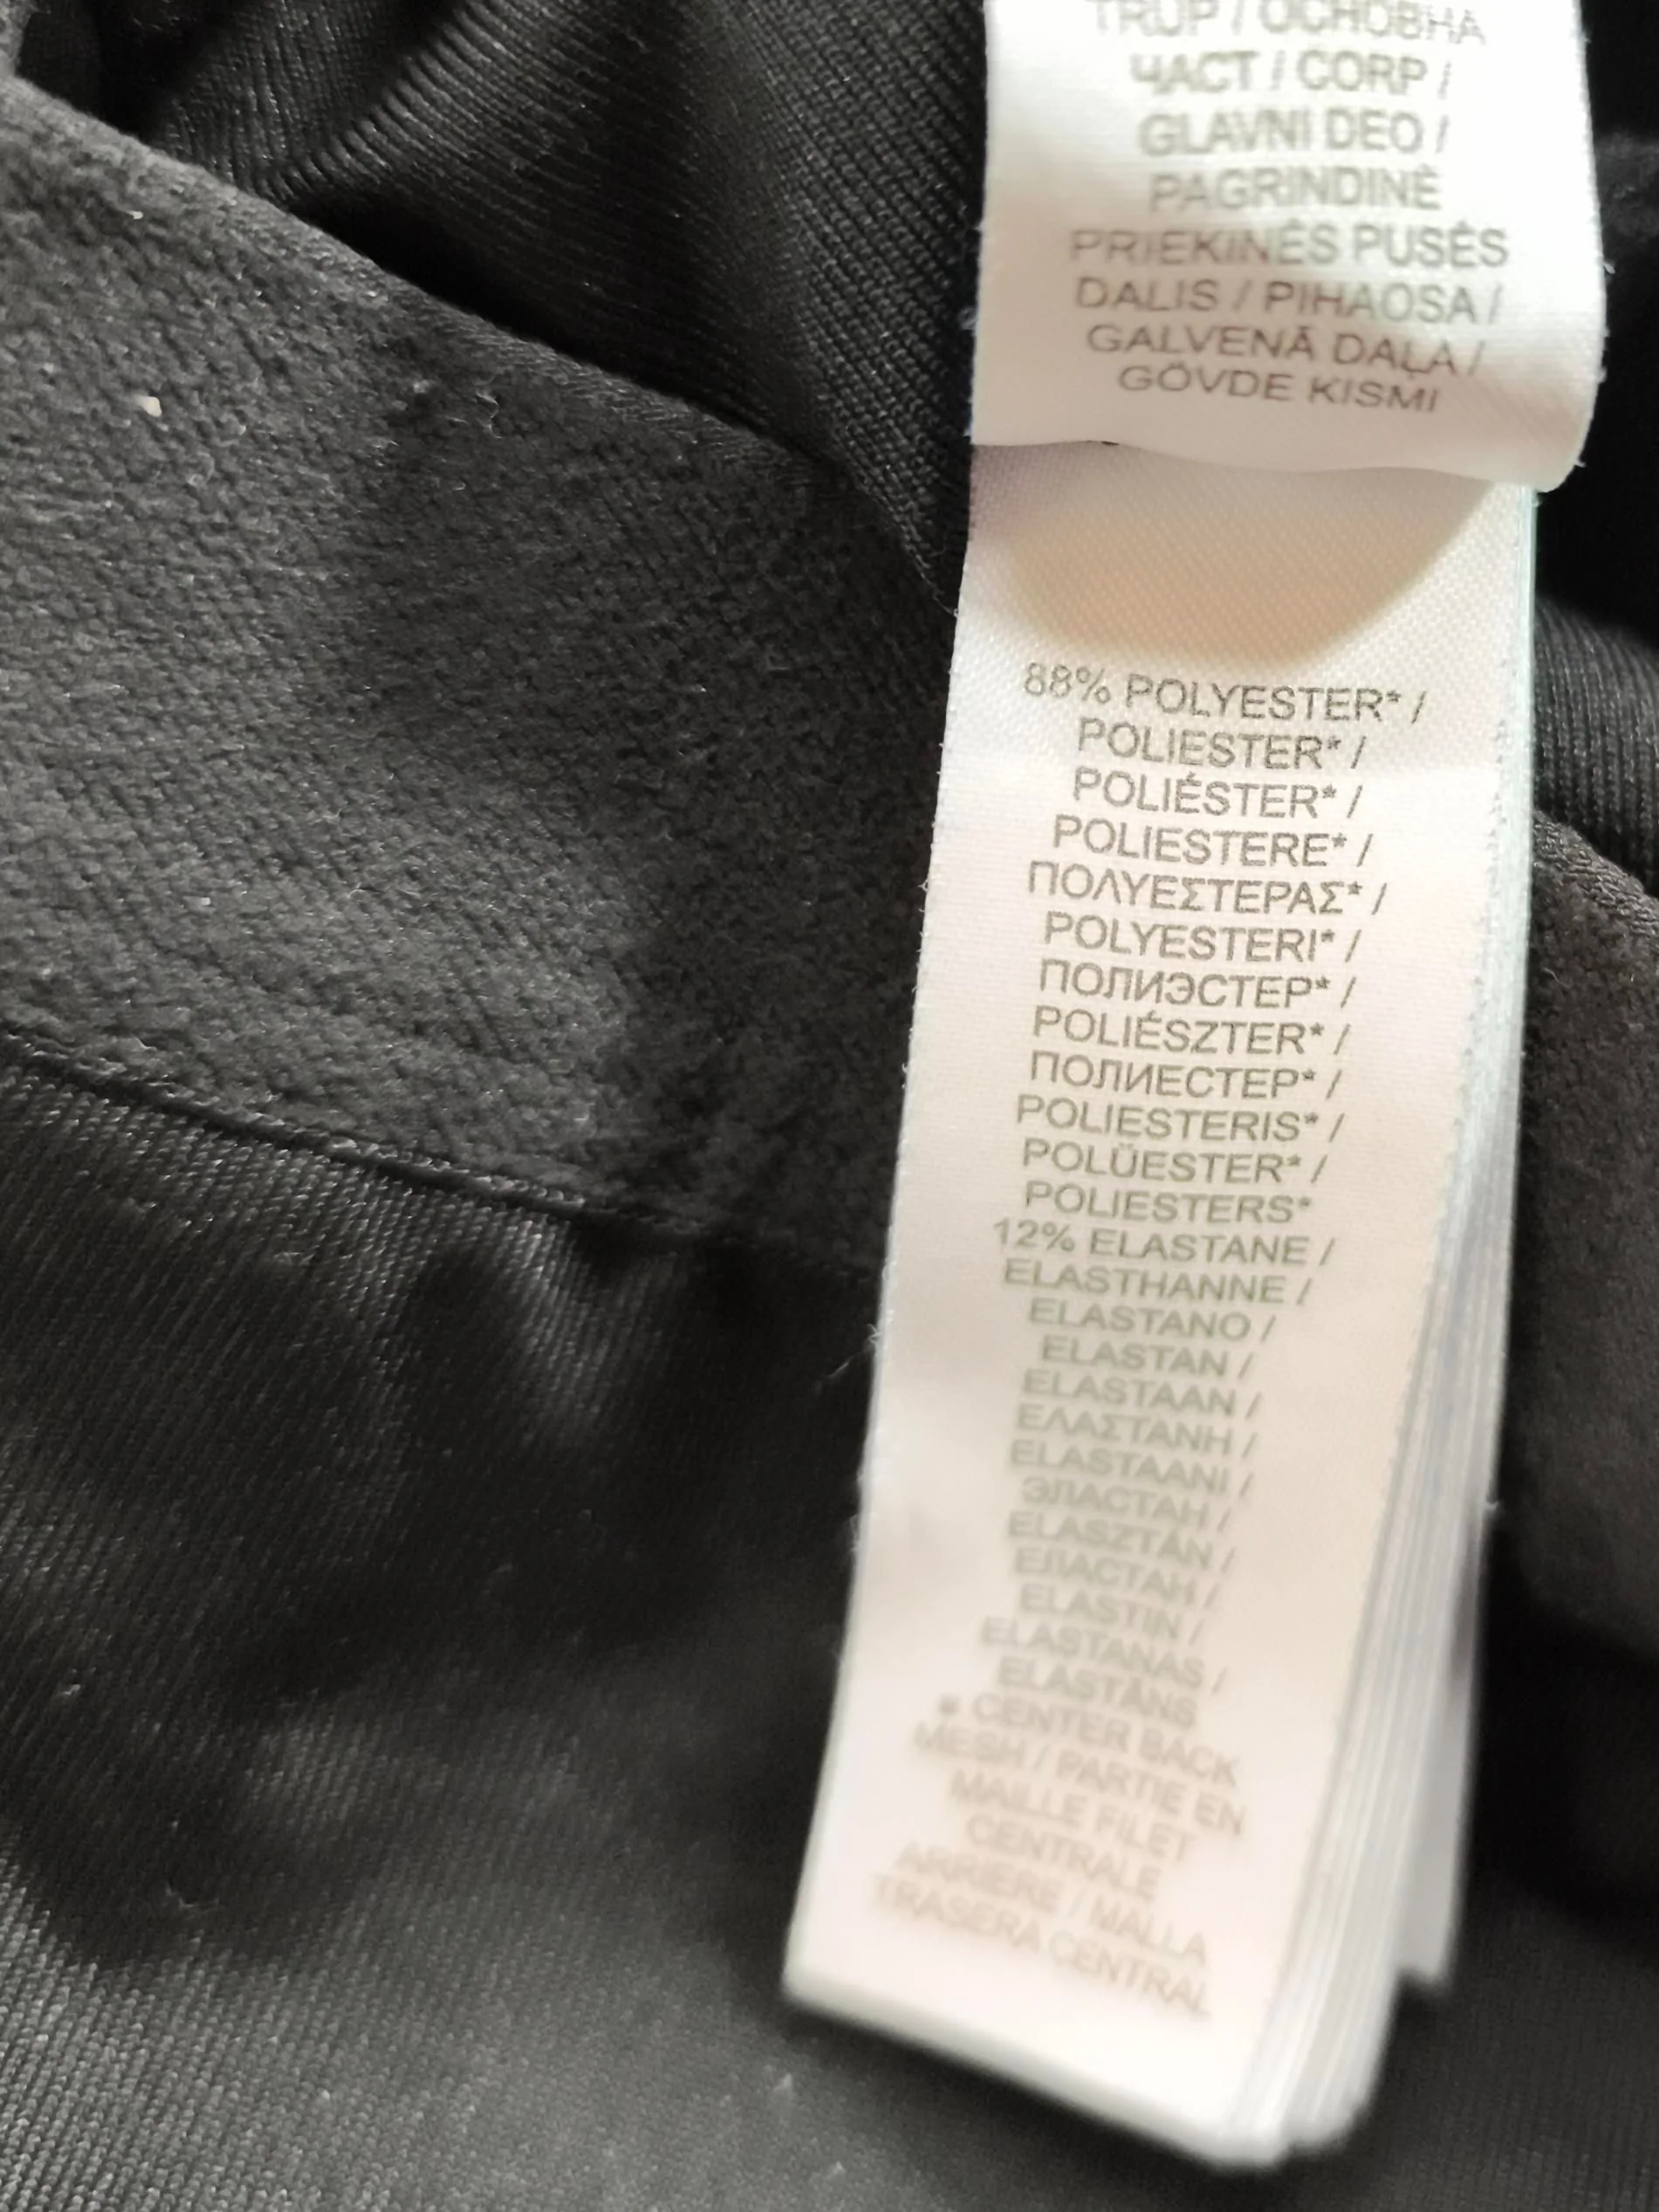 TRUP / ОСНОВНА
ЧАСТ / CORP /
GLAVNI DEO /
PAGRINDINĖ
PRIEKINĖS PUSĖS
DALIS / PIHAOSA /
GALVENĀ DAĻA /
GÖVDE KISMI
88% POLYESTER* /
POLIESTER* /
POLIÉSTER* /
POLIESTERE* /
ΠΟΛΥΕΣΤΕΡΑΣ* /
POLYESTERI* /
ПОЛИЭСТЕР* /
POLIÉSZTER* /
ПОЛИЕСТЕР* /
POLIESTERIS* /
POLÜESTER* /
POLIESTERS*
12% ELASTANE /
ELASTHANNE /
ELASTANO /
ELASTAN /
ELASTAAN /
ΕΛΑΣΤΑΝΗ /
ELASTAANI /
ЭЛАСТАН /
ELASZTÁN /
ЕЛАСТАН /
ELASTIIN /
ELASTANAS /
ELASTĀNS
* CENTER BACK
MESH / PARTIE EN
MAILLE FILET
CENTRALE
ARRIERE / MALLA
TRASERA CENTRAL